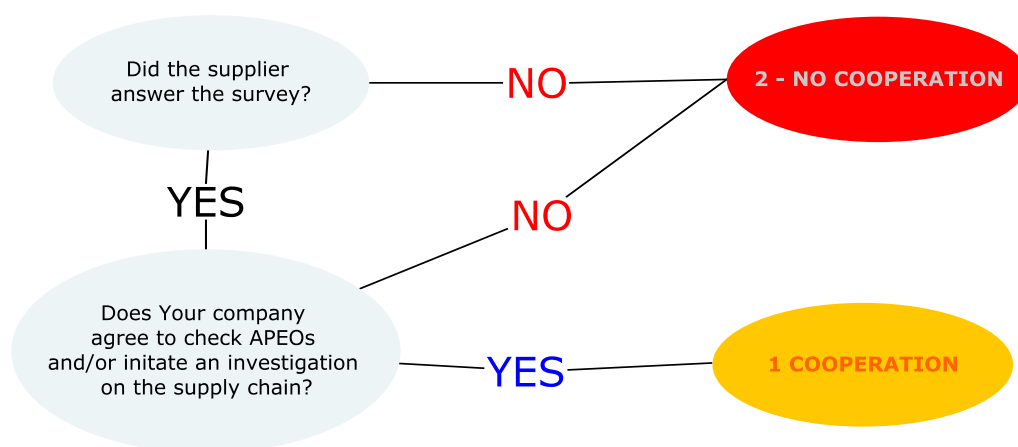 Did the supplier
answer the survey?
NO
2 - NO COOPERATION
YES
NO
Does Your company
agree to check APEOs
and/or initate an investigation
on the supply chain?
YES
1 COOPERATION